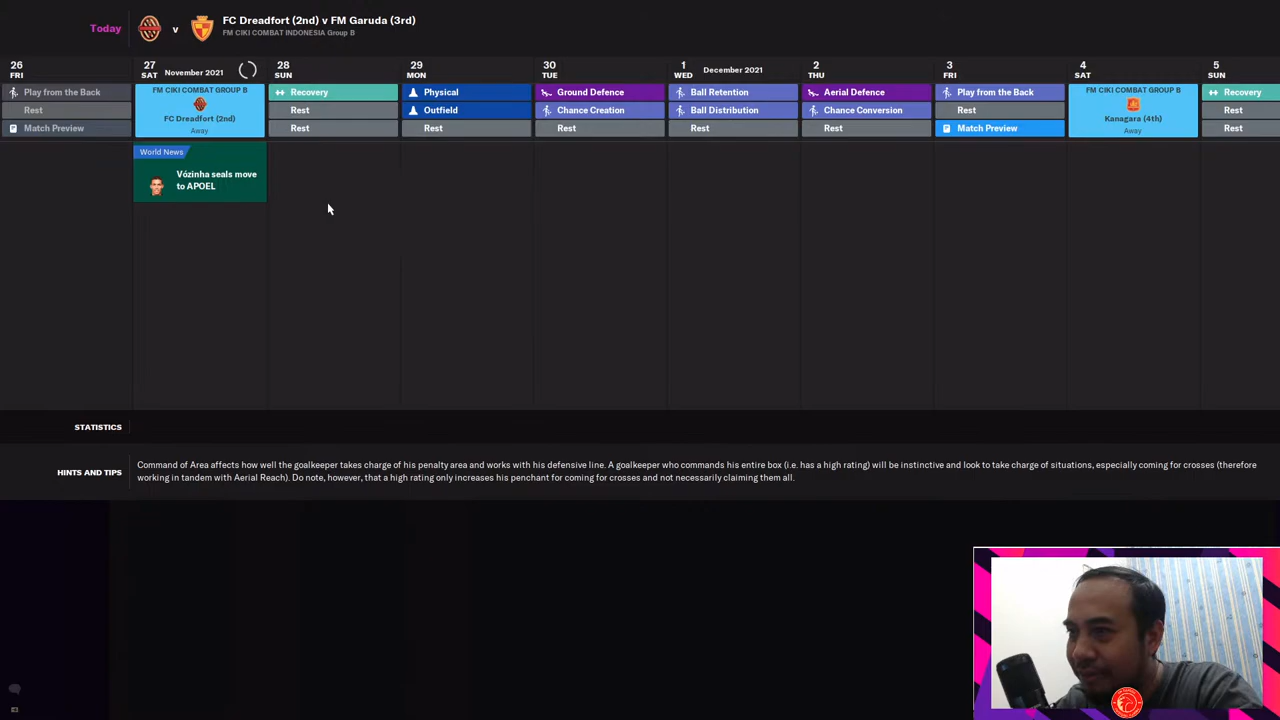 Today
v
FC Dreadfort (2nd) v FM Garuda (3rd)
FM CIKI COMBAT INDONESIA Group B
26
FRI
27
SAT
November 2021
28
SUN
29
MON
30
TUE
1
WED
December 2021
2
THU
3
FRI
4
SAT
5
SUN
Play from the Back
Rest
Match Preview
FM CIKI COMBAT GROUP B
FC Dreadfort (2nd)
Away
Recovery
Rest
Rest
Physical
Outfield
Rest
Ground Defence
Chance Creation
Rest
Ball Retention
Ball Distribution
Rest
Aerial Defence
Chance Conversion
Rest
Play from the Back
Rest
Match Preview
FM CIKI COMBAT GROUP B
Kanagara (4th)
Away
Recovery
Rest
Rest
World News
Vózinha seals move
to APOEL
STATISTICS
HINTS AND TIPS
Command of Area affects how well the goalkeeper takes charge of his penalty area and works with his defensive line. A goalkeeper who commands his entire box (i.e. has a high rating) will be instinctive and look to take charge of situations, especially coming for crosses (therefore
working in tandem with Aerial Reach). Do note, however, that a high rating only increases his penchant for coming for crosses and not necessarily claiming them all.